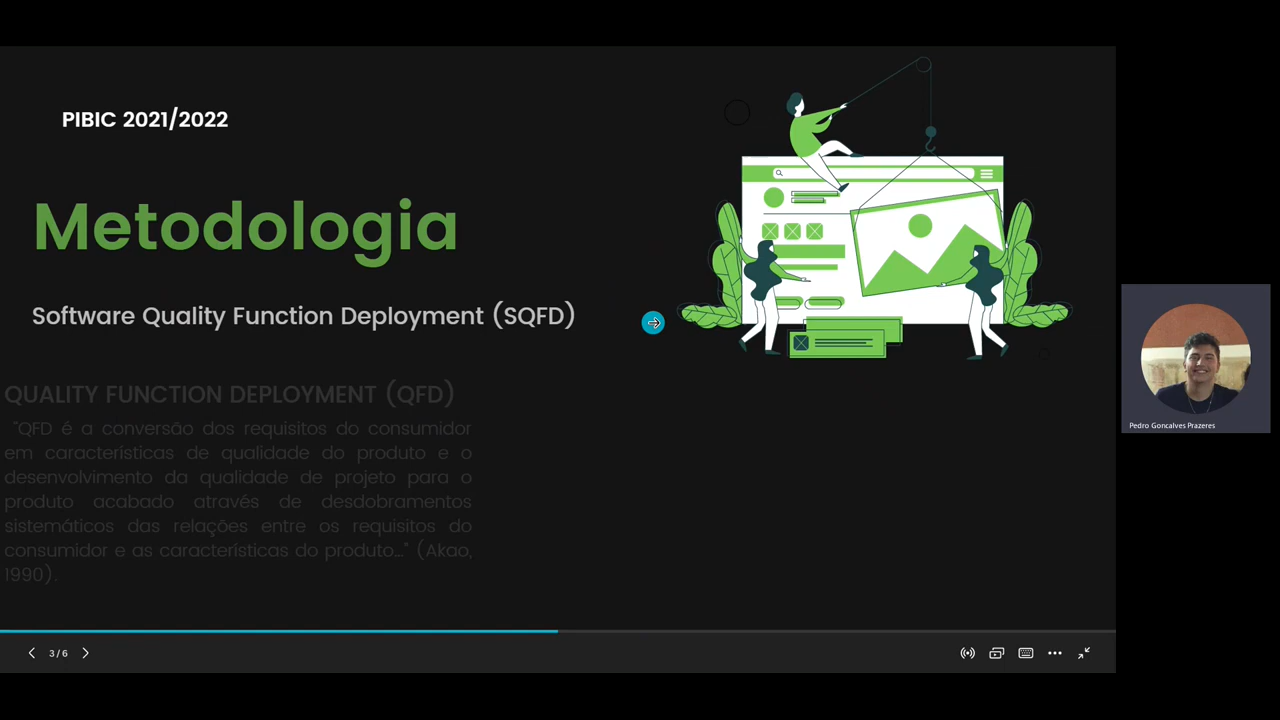 PIBIC 2021/2022
Metodologia
Software Quality Function Deployment (SQFD)
QUALITY FUNCTION DEPLOYMENT (QFD)
"QFD é a conversão dos requisitos do consumidor
em características de qualidade do produto e o
desenvolvimento da qualidade de projeto para o
produto acabado através de desdobramentos
sistemáticos das relações entre os requisitos do
consumidor e as características do produto..." (Akao,
1990).
3 / 6
Pedro Goncalves Prazeres